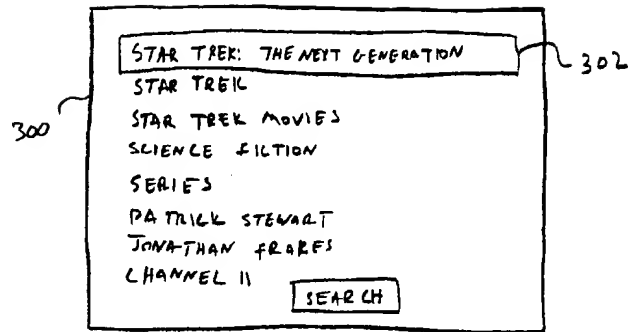 STAR TREK: THE NEXT GENERATION
302
STAR TREK
300
STAR TREK MOVIES
SCIENCE FICTION
SERIES
PATRICK STEWART
JONATHAN FRAKES
CHANNEL 11
SEARCH